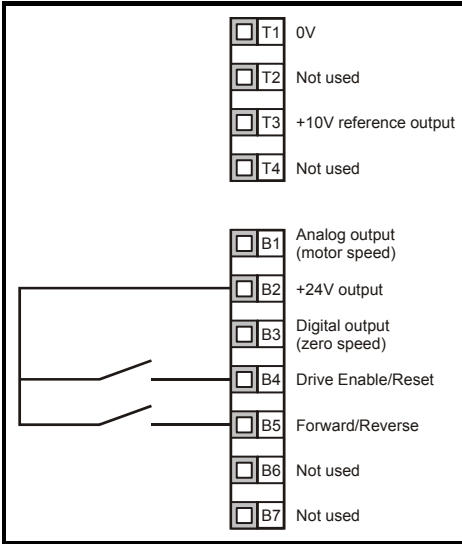 T1 0V
T2 Not used
T3 +10V reference output
T4 Not used
B1 Analog output
(motor speed)
B2 +24V output
B3 Digital output
(zero speed)
B4 Drive Enable/Reset
B5 Forward/Reverse
B6 Not used
B7 Not used